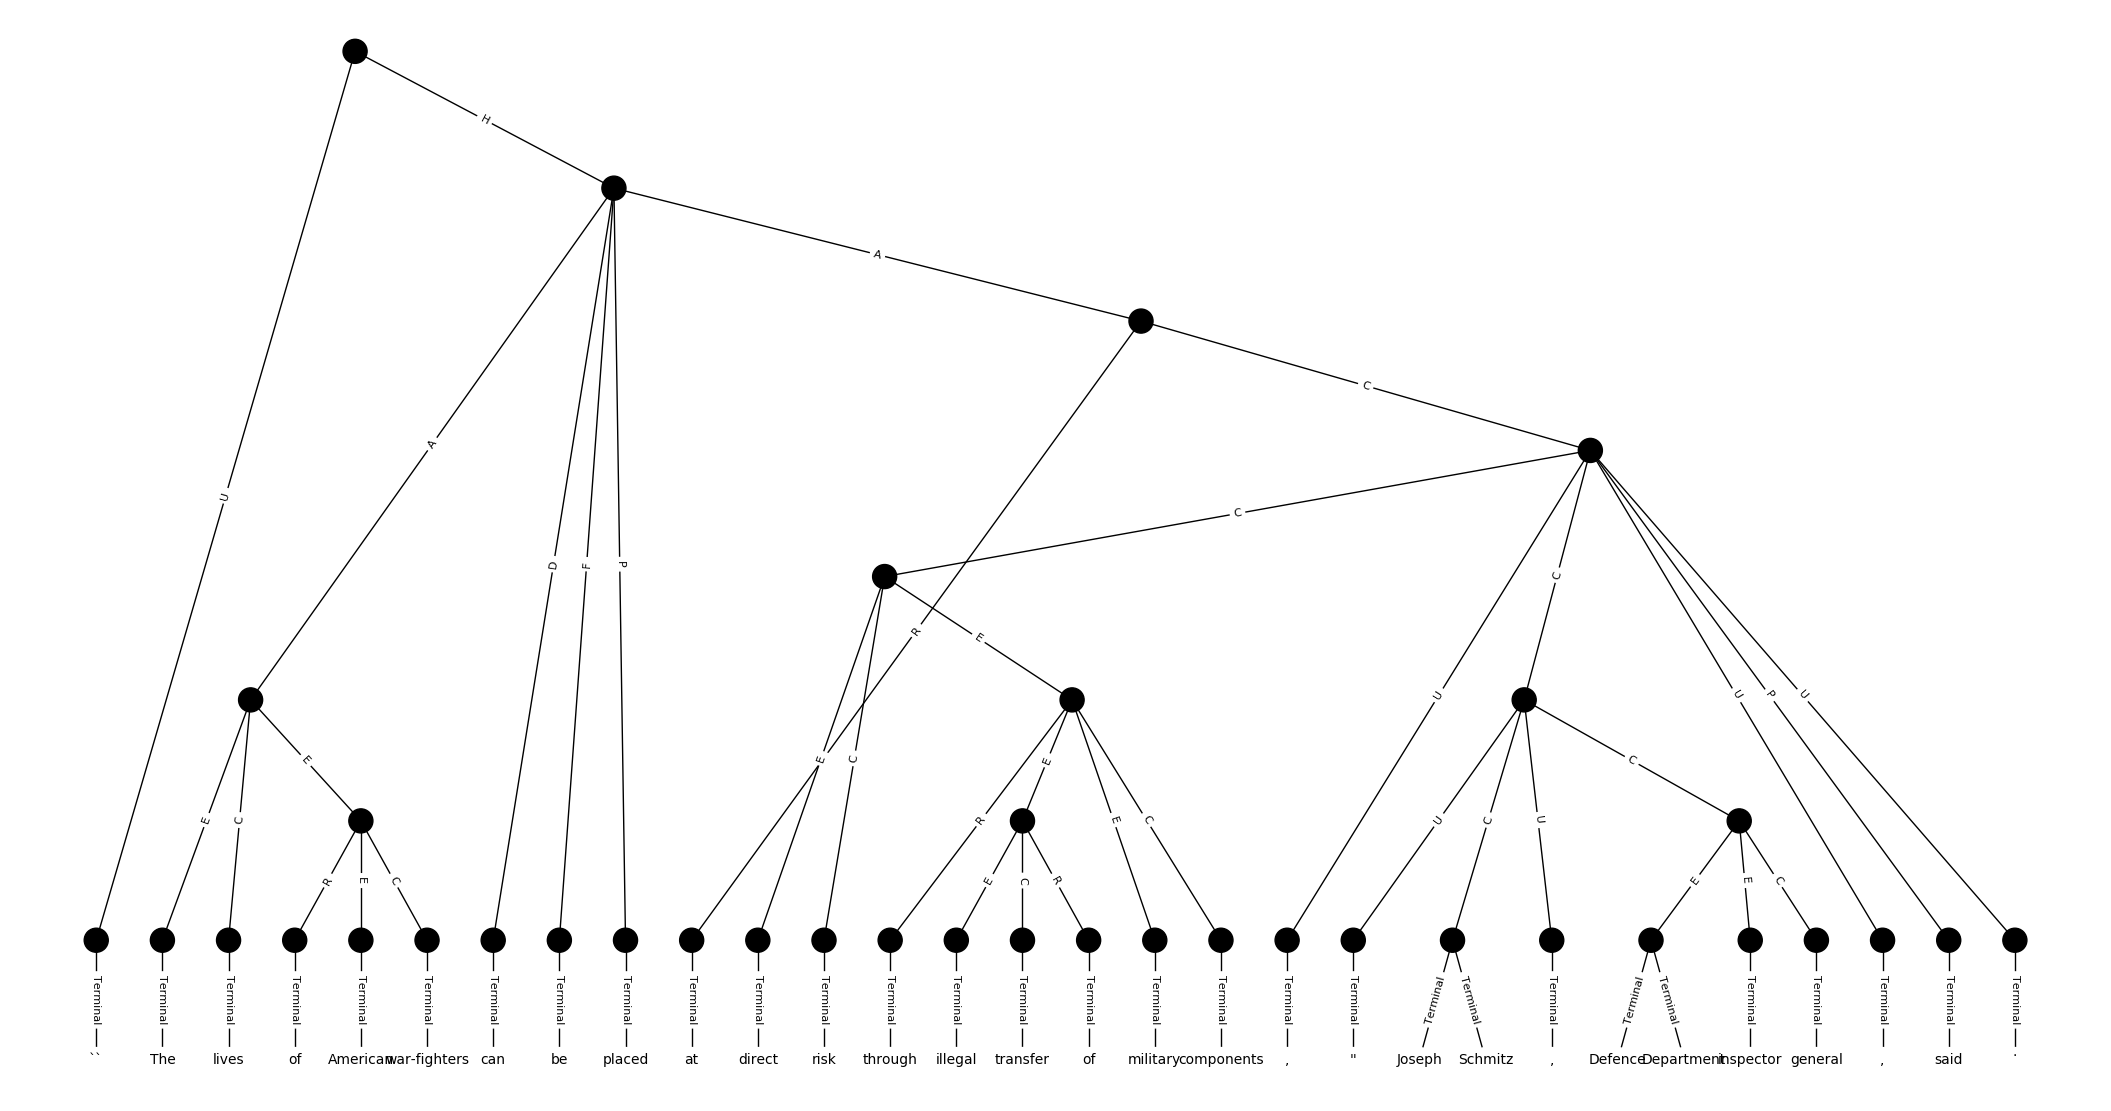 H
A
C
U
A
C
C
D
F
P
R
E
U
U
P
U
E
E
C
E
C
U
C
U
C
E
C
R
E
E
C
R
E
C
E
C
R
E
E
C
Terminal Terminal Terminal Terminal Terminal Terminal Terminal Terminal Terminal Terminal Terminal Terminal Terminal Terminal Terminal Terminal Terminal Terminal Terminal Terminal Terminal Terminal Terminal Terminal Terminal Terminal Terminal Terminal Terminal Terminal
`` The lives of American war-fighters can be placed at direct risk through illegal transfer of military components , " Joseph Schmitz , Defence Department inspector general , said .